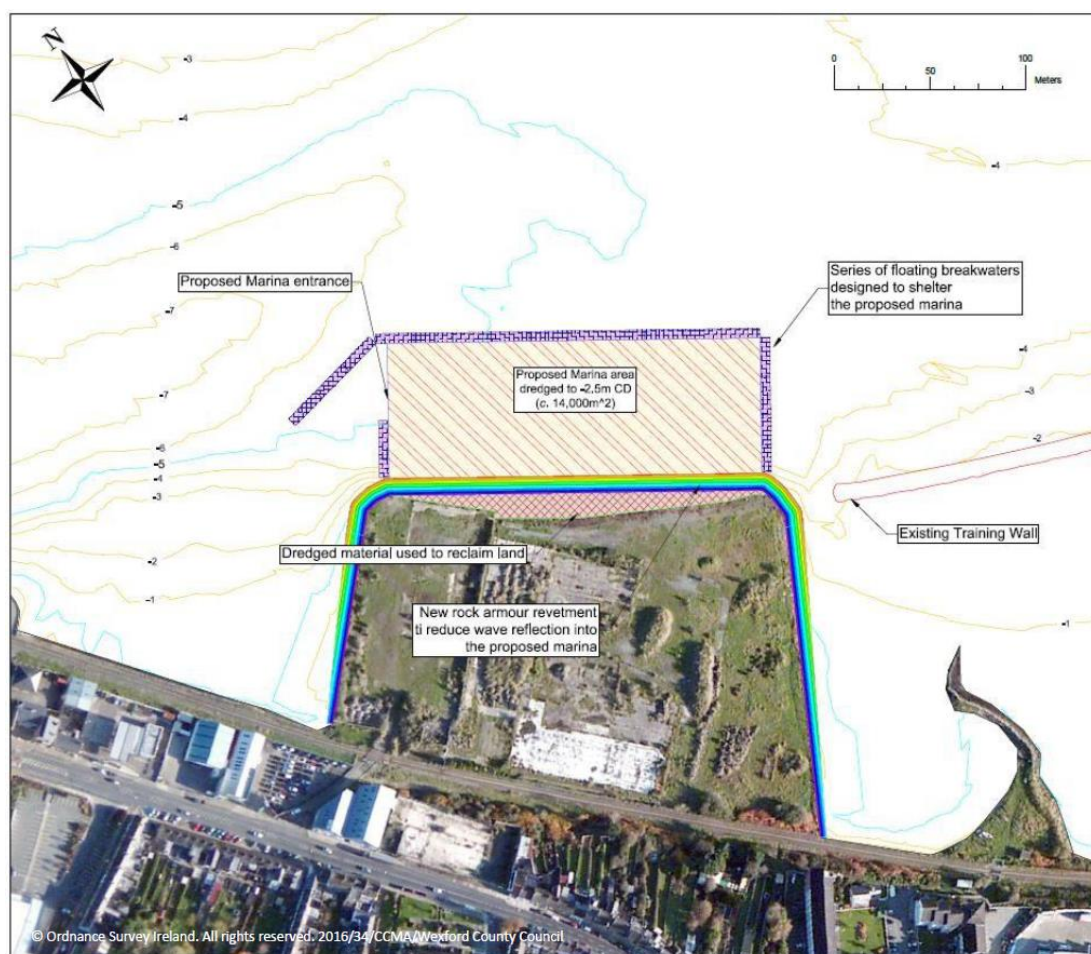 N
0
50
100
Meters
-3
-4
-4
-5
-6
-7
-7
-6
-5
-4
-3
-2
-1
-4
-3
-2
-1
Proposed Marina entrance
Series of floating breakwaters
designed to shelter
the proposed marina
Proposed Marina area
dredged to -2.5m CD
(c. 14,000m^2)
Existing Training Wall
Dredged material used to reclaim land
New rock armour revetment
ti reduce wave reflection into
the proposed marina
© Ordnance Survey Ireland. All rights reserved. 2016/34/CCMA/Wexford County Council